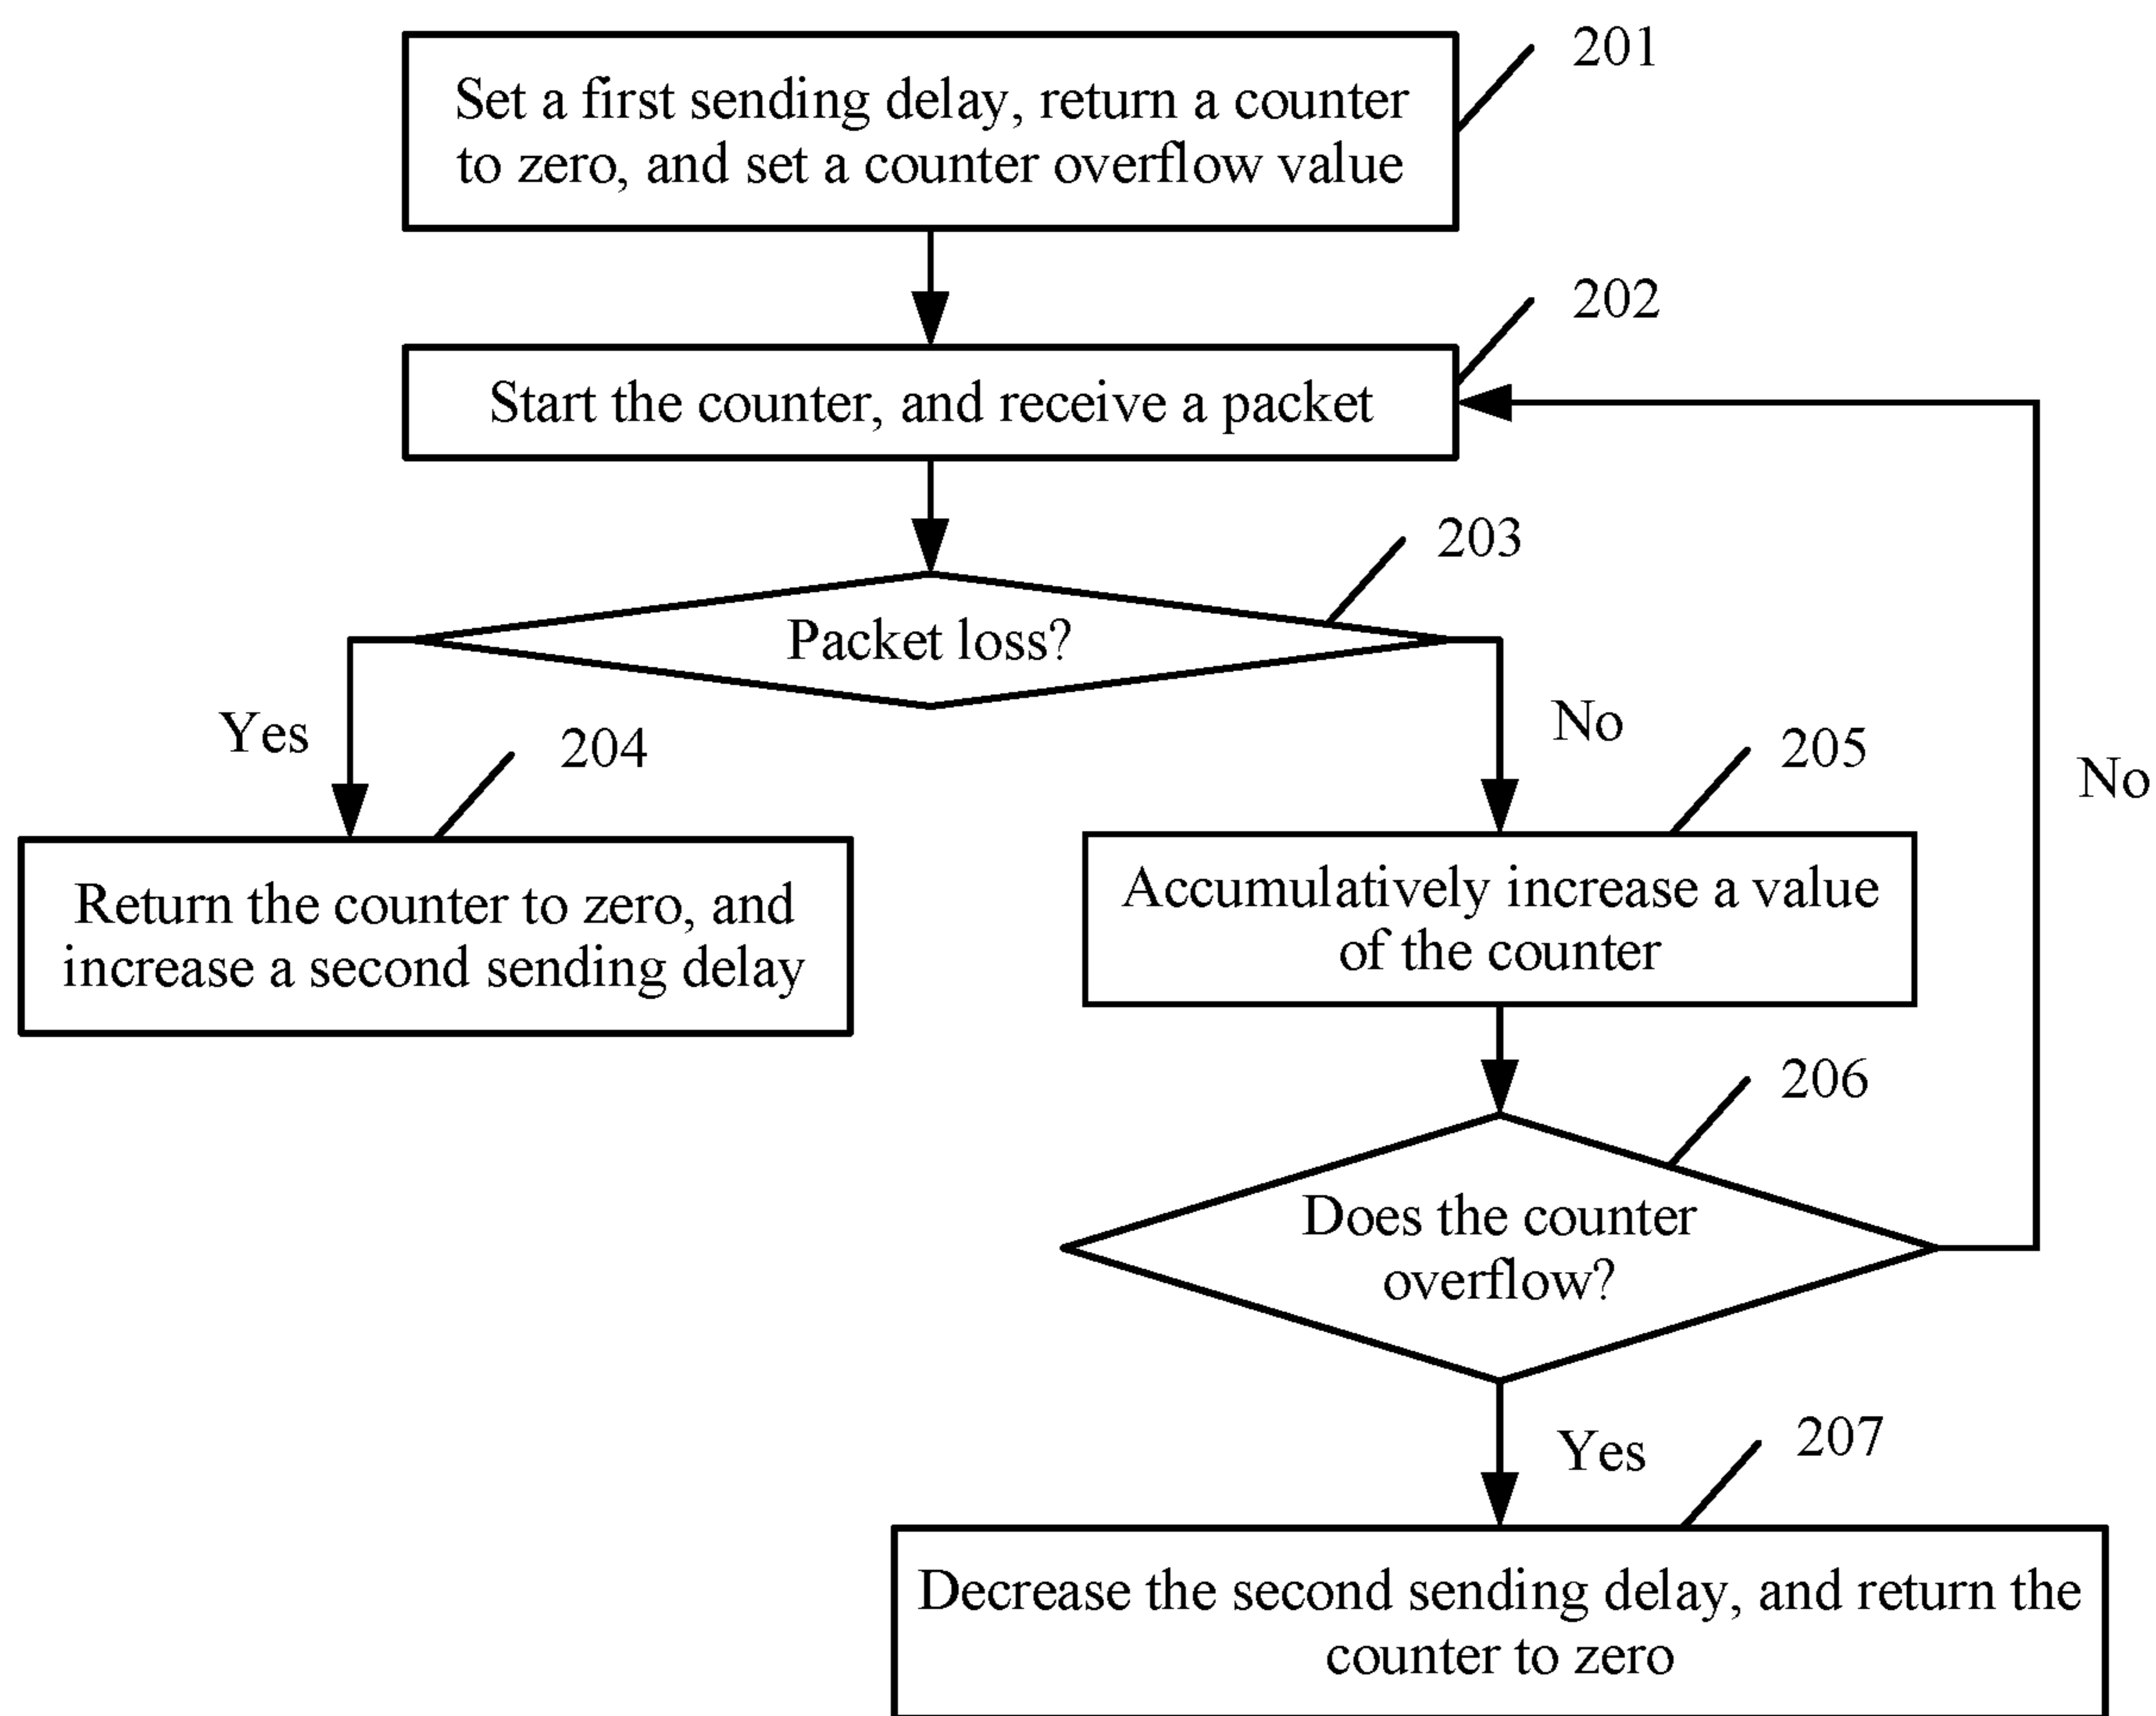 201
Set a first sending delay, return a counter
to zero, and set a counter overflow value
202
Start the counter, and receive a packet
203
Packet loss?
Yes
No
204
205
No
Return the counter to zero, and
increase a second sending delay
Accumulatively increase a value
of the counter
206
Does the counter
overflow?
Yes
207
Decrease the second sending delay, and return the
counter to zero